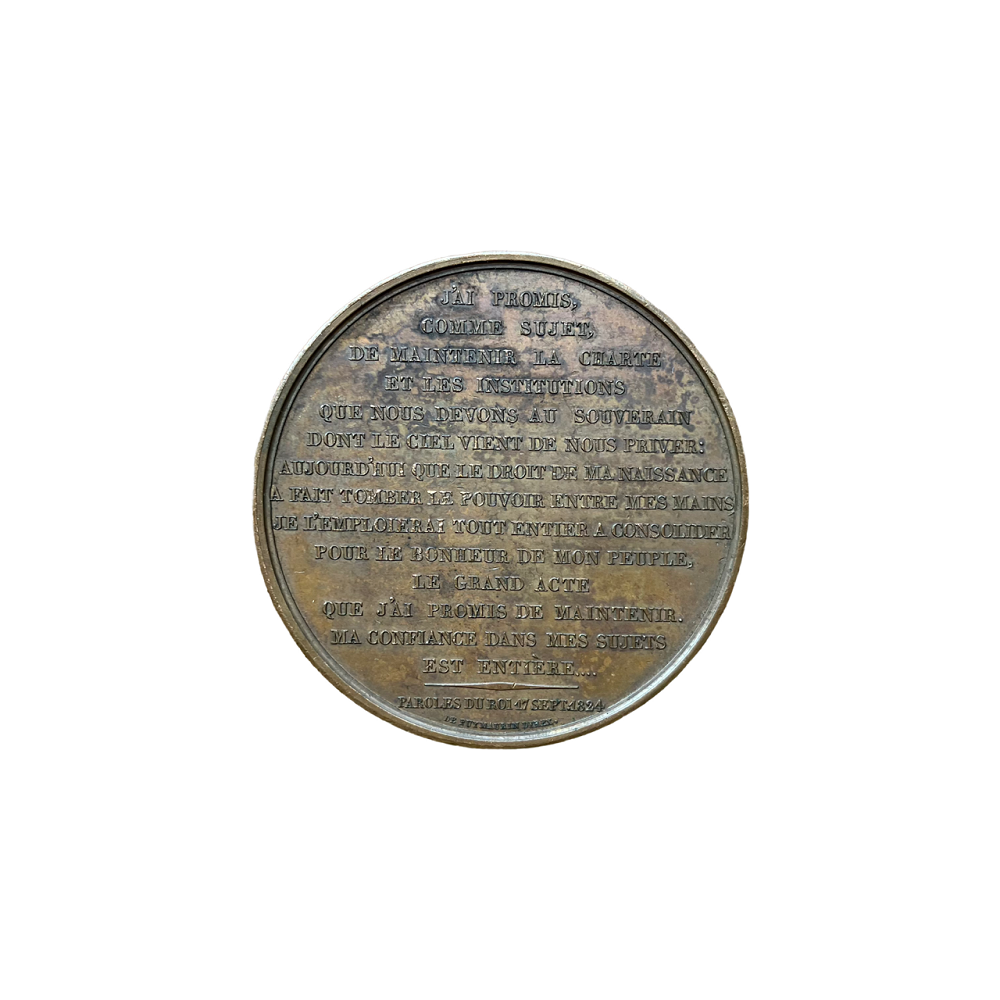 J'AI PROMIS,
COMME SUJET,
DE MAINTENIR LA CHARTE
ET LES INSTITUTIONS
QUE NOUS DEVONS AU SOUVERAIN
DONT LE CIEL VIENT DE NOUS PRIVER:
AUJOURD'HUI QUE LE DROIT DE MA NAISSANCE
A FAIT TOMBER LE POUVOIR ENTRE MES MAINS
JE L'EMPLOIERAI TOUT ENTIER A CONSOLIDER
POUR LE BONHEUR DE MON PEUPLE,
LE GRAND ACTE
QUE J'AI PROMIS DE MAINTENIR.
MA CONFIANCE DANS MES SUJETS
EST ENTIÈRE....
PAROLES DU ROI 17 SEPT. 1824
DE PUYMAURIN